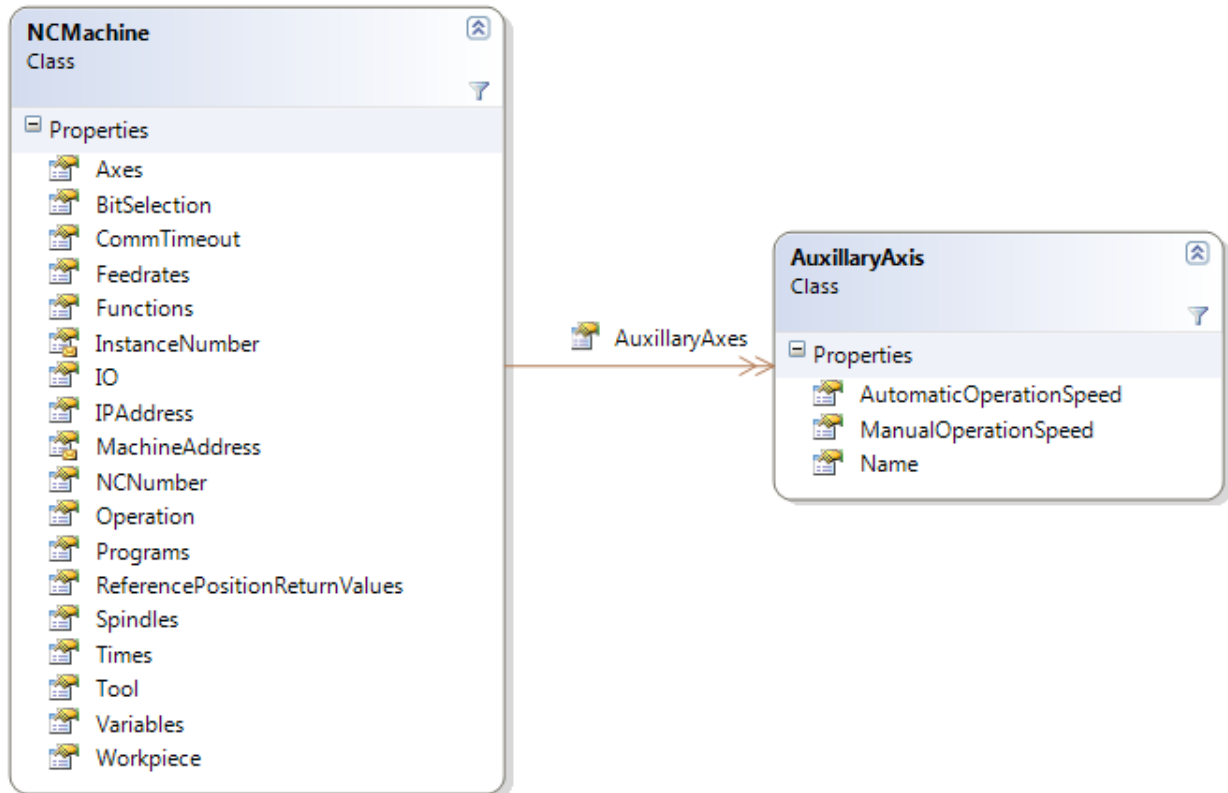 NCMachine
Class
Properties
Axes
BitSelection
CommTimeout
Feedrates
Functions
InstanceNumber
IO
IPAddress
MachineAddress
NCNumber
Operation
Programs
ReferencePositionReturnValues
Spindles
Times
Tool
Variables
Workpiece
AuxillaryAxes
AuxillaryAxis
Class
Properties
AutomaticOperationSpeed
ManualOperationSpeed
Name